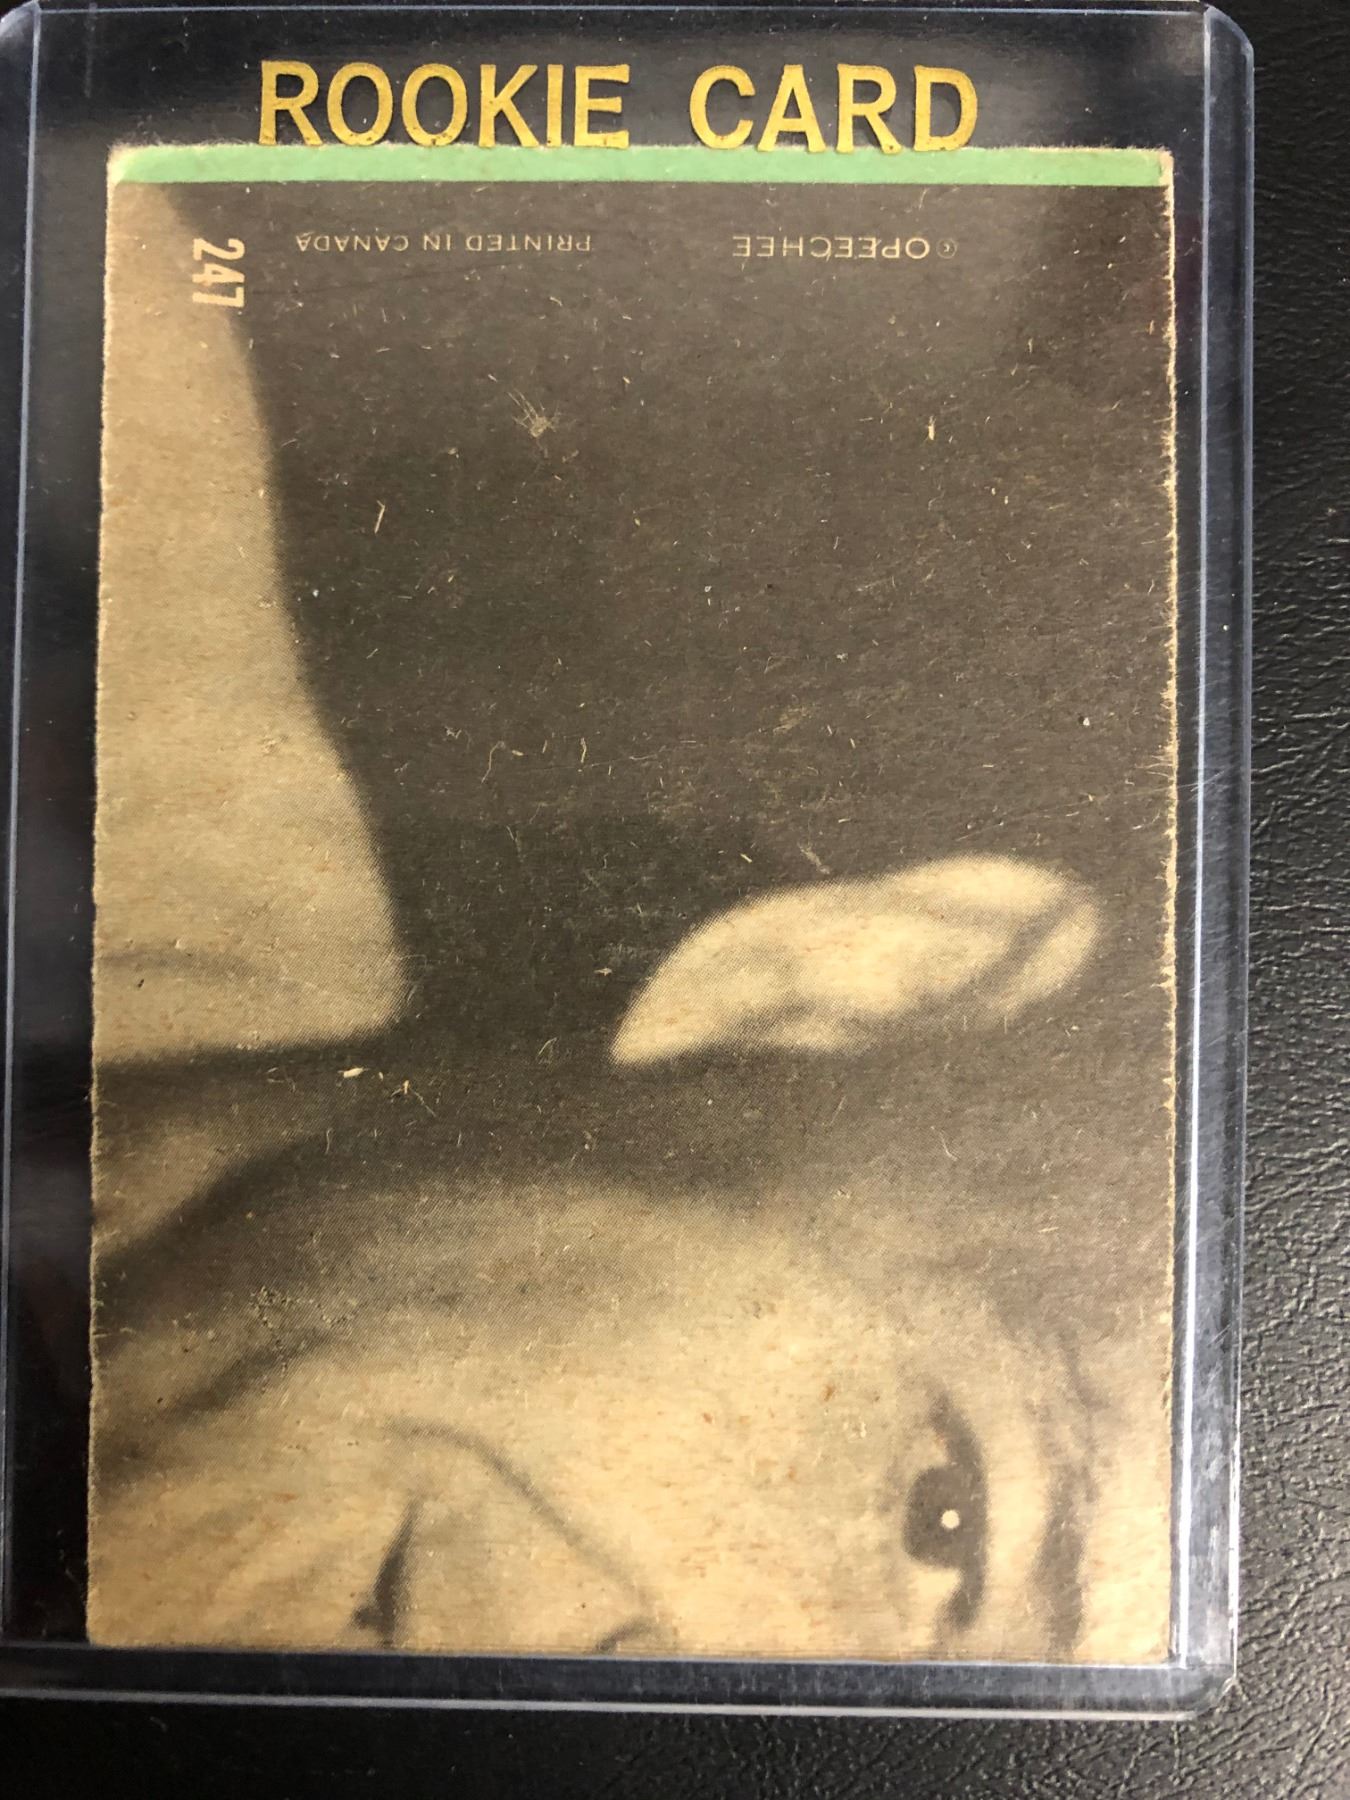 ROOKIE CARD
© OPEECHEE PRINTED IN CANADA
247